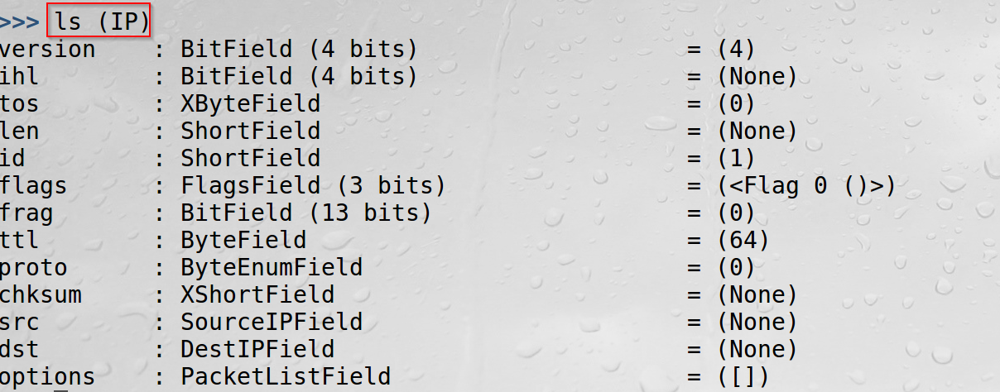 >>> ls (IP)
version : BitField (4 bits) = (4)
ihl : BitField (4 bits) = (None)
tos : XByteField = (0)
len : ShortField = (None)
id : ShortField = (1)
flags : FlagsField (3 bits) = (<Flag 0 ()>)
frag : BitField (13 bits) = (0)
ttl : ByteField = (64)
proto : ByteEnumField = (0)
chksum : XShortField = (None)
src : SourceIPField = (None)
dst : DestIPField = (None)
options : PacketListField = ([])